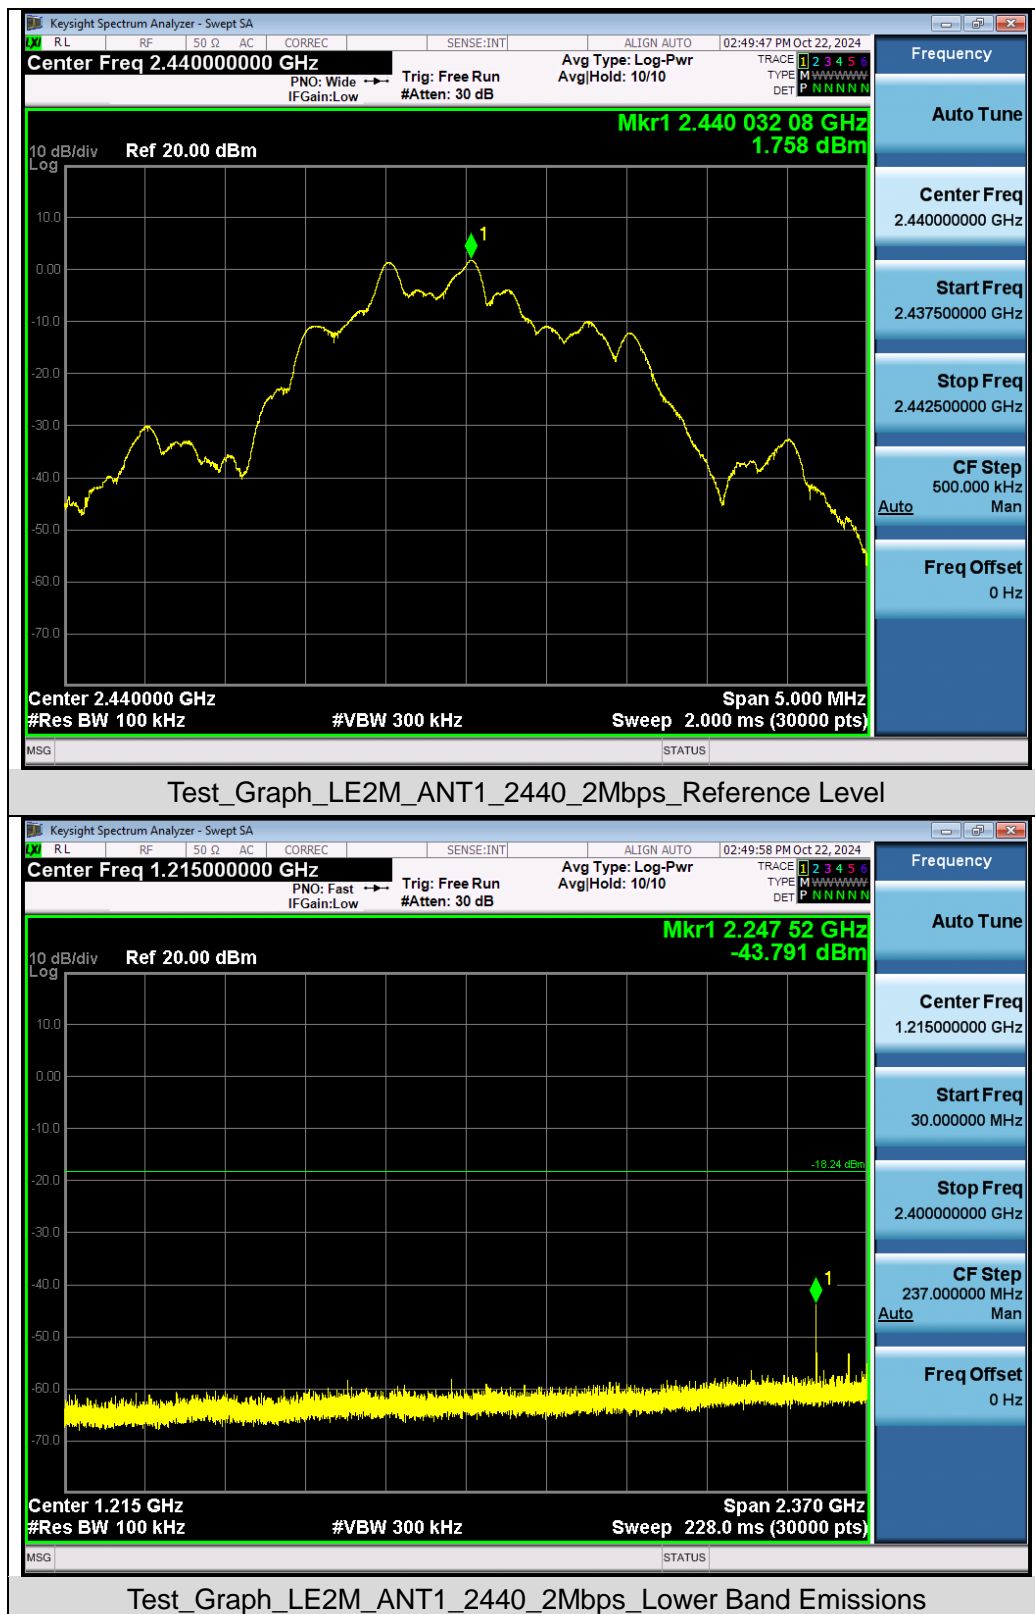 Keysight Spectrum Analyzer - Swept SA
LXI RL RF 50 Ω AC CORREC SENSE:INT ALIGN AUTO 02:49:47 PM Oct 22, 2024
Center Freq 2.440000000 GHz
PNO: Wide
IFGain:Low
Trig: Free Run
#Atten: 30 dB
Avg Type: Log-Pwr
Avg|Hold: 10/10
TRACE 1 2 3 4 5 6
TYPE M WWWWW
DET P N N N N N
Mkr1 2.440 032 08 GHz
1.758 dBm
10 dB/div
Log
Ref 20.00 dBm
10.0
0.00
-10.0
-20.0
-30.0
-40.0
-50.0
-60.0
-70.0
1
Center 2.440000 GHz
Span 5.000 MHz
#Res BW 100 kHz
#VBW 300 kHz
Sweep 2.000 ms (30000 pts)
MSG
STATUS
Frequency
Auto Tune
Center Freq
2.440000000 GHz
Start Freq
2.437500000 GHz
Stop Freq
2.442500000 GHz
CF Step
500.000 kHz
Auto Man
Freq Offset
0 Hz
Test_Graph_LE2M_ANT1_2440_2Mbps_Reference Level
Keysight Spectrum Analyzer - Swept SA
LXI RL RF 50 Ω AC CORREC SENSE:INT ALIGN AUTO 02:49:58 PM Oct 22, 2024
Center Freq 1.215000000 GHz
PNO: Fast
IFGain:Low
Trig: Free Run
#Atten: 30 dB
Avg Type: Log-Pwr
Avg|Hold: 10/10
TRACE 1 2 3 4 5 6
TYPE M WWWWW
DET P N N N N N
Mkr1 2.247 52 GHz
-43.791 dBm
10 dB/div
Log
Ref 20.00 dBm
10.0
0.00
-10.0
-20.0
-30.0
-40.0
-50.0
-60.0
-70.0
-18.24 dBm
1
Center 1.215 GHz
Span 2.370 GHz
#Res BW 100 kHz
#VBW 300 kHz
Sweep 228.0 ms (30000 pts)
MSG
STATUS
Frequency
Auto Tune
Center Freq
1.215000000 GHz
Start Freq
30.000000 MHz
Stop Freq
2.400000000 GHz
CF Step
237.000000 MHz
Auto Man
Freq Offset
0 Hz
Test_Graph_LE2M_ANT1_2440_2Mbps_Lower Band Emissions